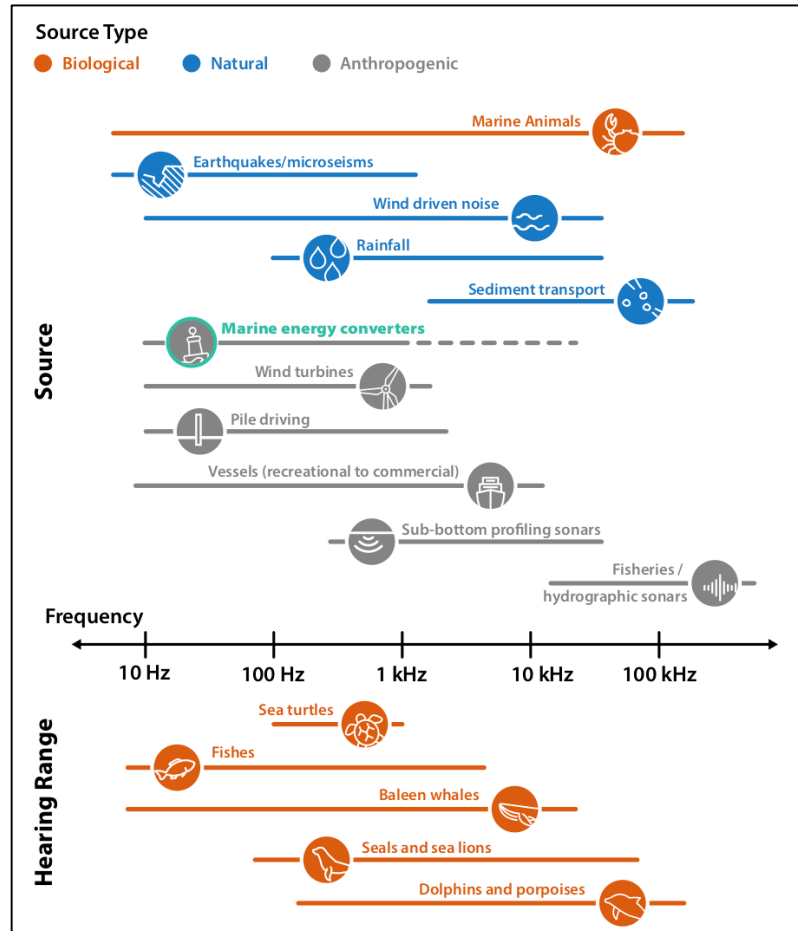 Source Type
Biological
Natural
Anthropogenic
Marine Animals
Earthquakes/microseisms
Wind driven noise
Rainfall
Sediment transport
Source
Marine energy converters
Wind turbines
Pile driving
Vessels (recreational to commercial)
Sub-bottom profiling sonars
Fisheries /
hydrographic sonars
Frequency
10 Hz
100 Hz
1 kHz
10 kHz
100 kHz
Hearing Range
Sea turtles
Fishes
Baleen whales
Seals and sea lions
Dolphins and porpoises